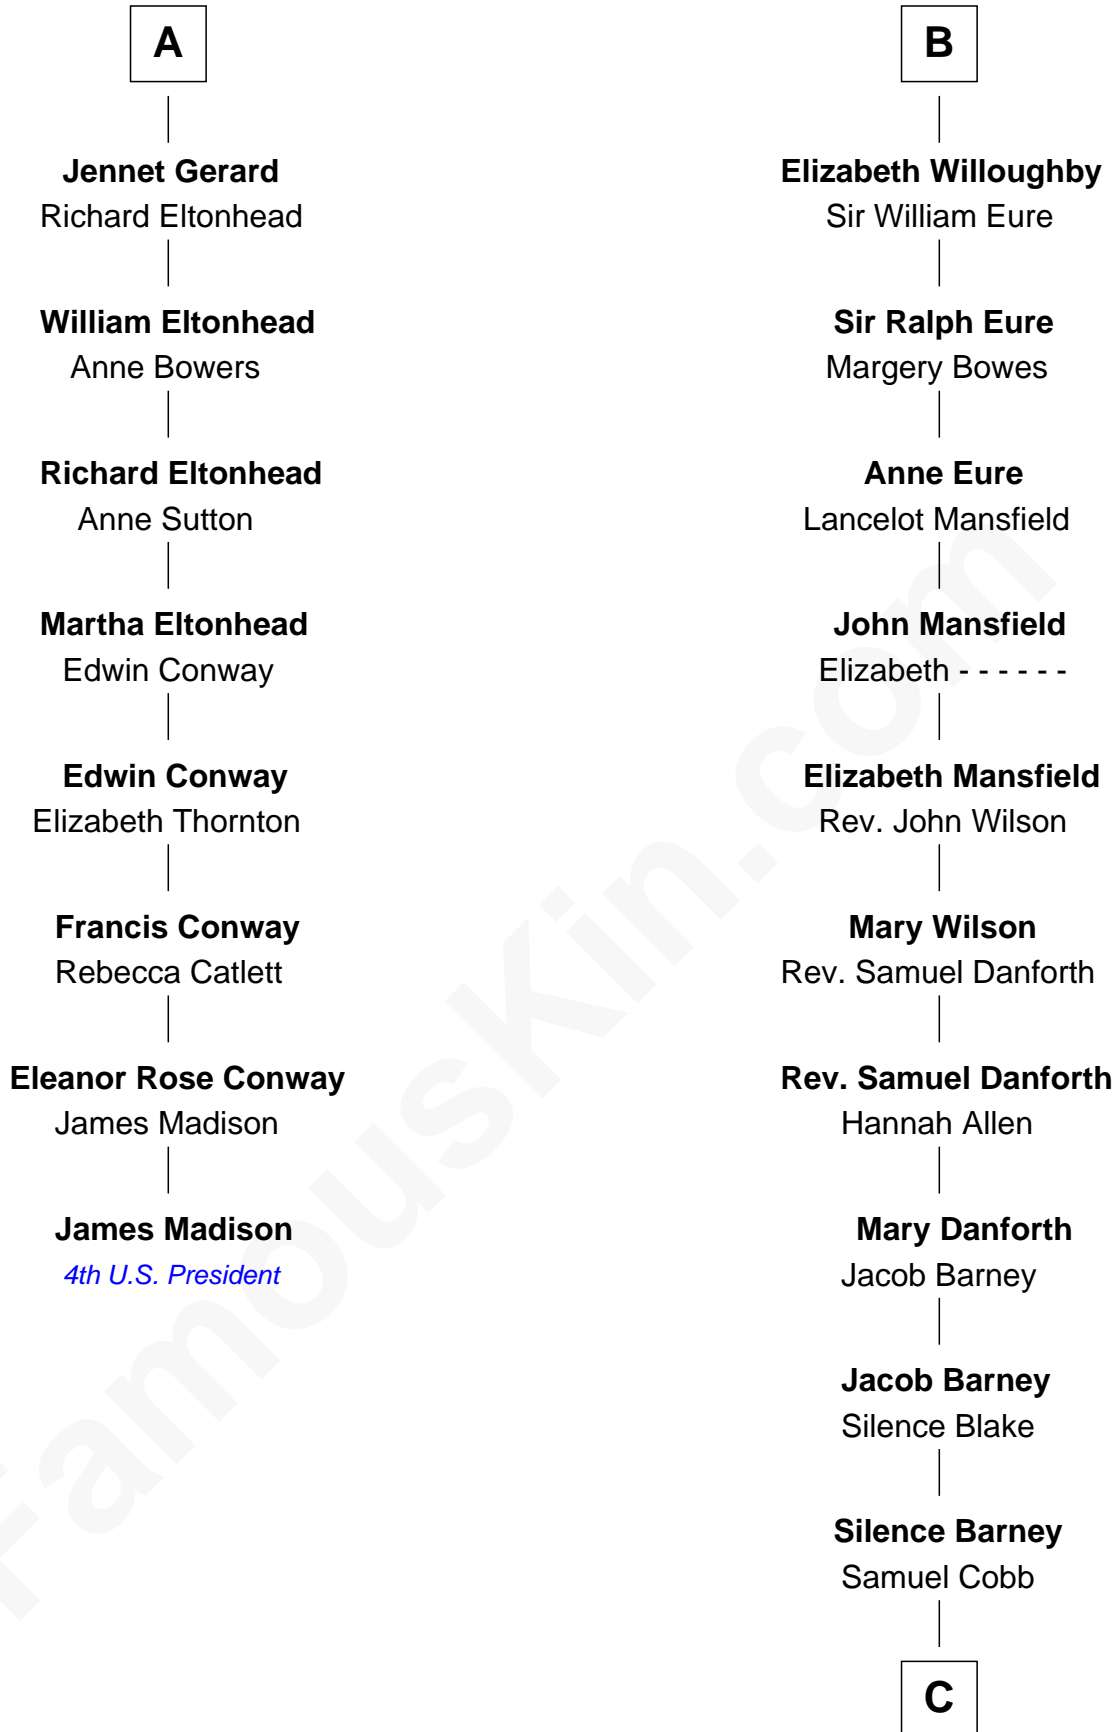 A
Jennet Gerard
Richard Eltonhead
William Eltonhead
Anne Bowers
Richard Eltonhead
Anne Sutton
Martha Eltonhead
Edwin Conway
Edwin Conway
Elizabeth Thornton
Francis Conway
Rebecca Catlett
Eleanor Rose Conway
James Madison
James Madison
4th U.S. President
B
Elizabeth Willoughby
Sir William Eure
Sir Ralph Eure
Margery Bowes
Anne Eure
Lancelot Mansfield
John Mansfield
Elizabeth - - - - - -
Elizabeth Mansfield
Rev. John Wilson
Mary Wilson
Rev. Samuel Danforth
Rev. Samuel Danforth
Hannah Allen
Mary Danforth
Jacob Barney
Jacob Barney
Silence Blake
Silence Barney
Samuel Cobb
C
FamousKin.com